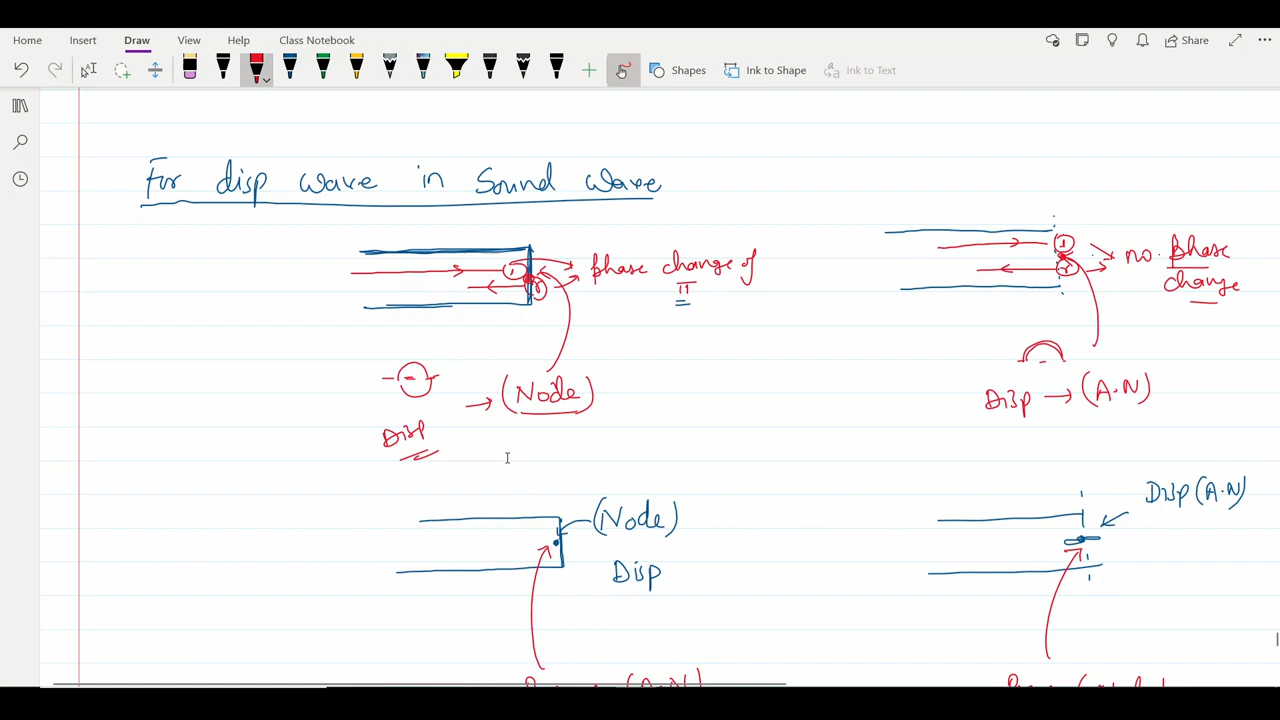 Home Insert Draw View Help Class Notebook
Share
Shapes Ink to Shape Ink to Text
For disp wave in Sound wave
i
r
phase change of
π
i
r
no. phase
change
→ (Node)
Disp
Disp → (A.N)
(Node)
Disp
Disp (A.N)